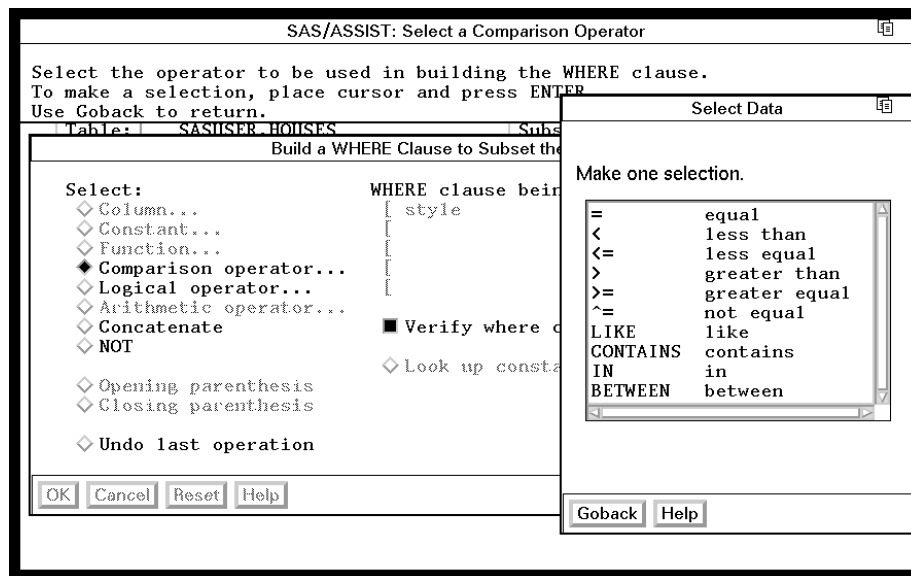 SAS/ASSIST: Select a Comparison Operator
Select the operator to be used in building the WHERE clause.
To make a selection, place cursor and press ENTER
Use Goback to return.
Table: SASUSER.HOUSES Subs
Build a WHERE Clause to Subset the
Select:
Column...
Constant...
Function...
Comparison operator...
Logical operator...
Arithmetic operator...
Concatenate
NOT
Opening parenthesis
Closing parenthesis
Undo last operation
WHERE clause bein
[ style
[
[
[
[
Verify where c
Look up consta
OK Cancel Reset Help
Select Data
Make one selection.
= equal
< less than
<= less equal
> greater than
>= greater equal
^= not equal
LIKE like
CONTAINS contains
IN in
BETWEEN between
Goback Help